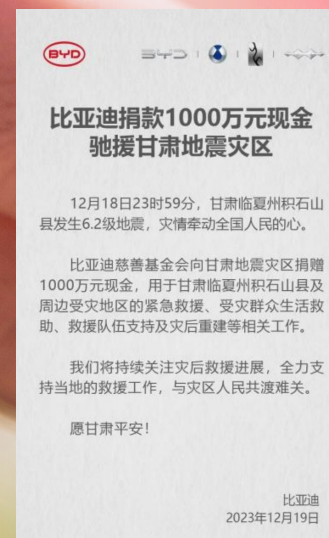 BYD
BYD
比亚迪捐款1000万元现金
驰援甘肃地震灾区
12月18日23时59分，甘肃临夏州积石山
县发生6.2级地震，灾情牵动全国人民的心。
比亚迪慈善基金会向甘肃地震灾区捐赠
1000万元现金，用于甘肃临夏州积石山县及
周边受灾地区的紧急救援、受灾群众生活救
助、救援队伍支持及灾后重建等相关工作。
我们将持续关注灾后救援进展，全力支
持当地的救援工作，与灾区人民共渡难关。
愿甘肃平安！
比亚迪
2023年12月19日